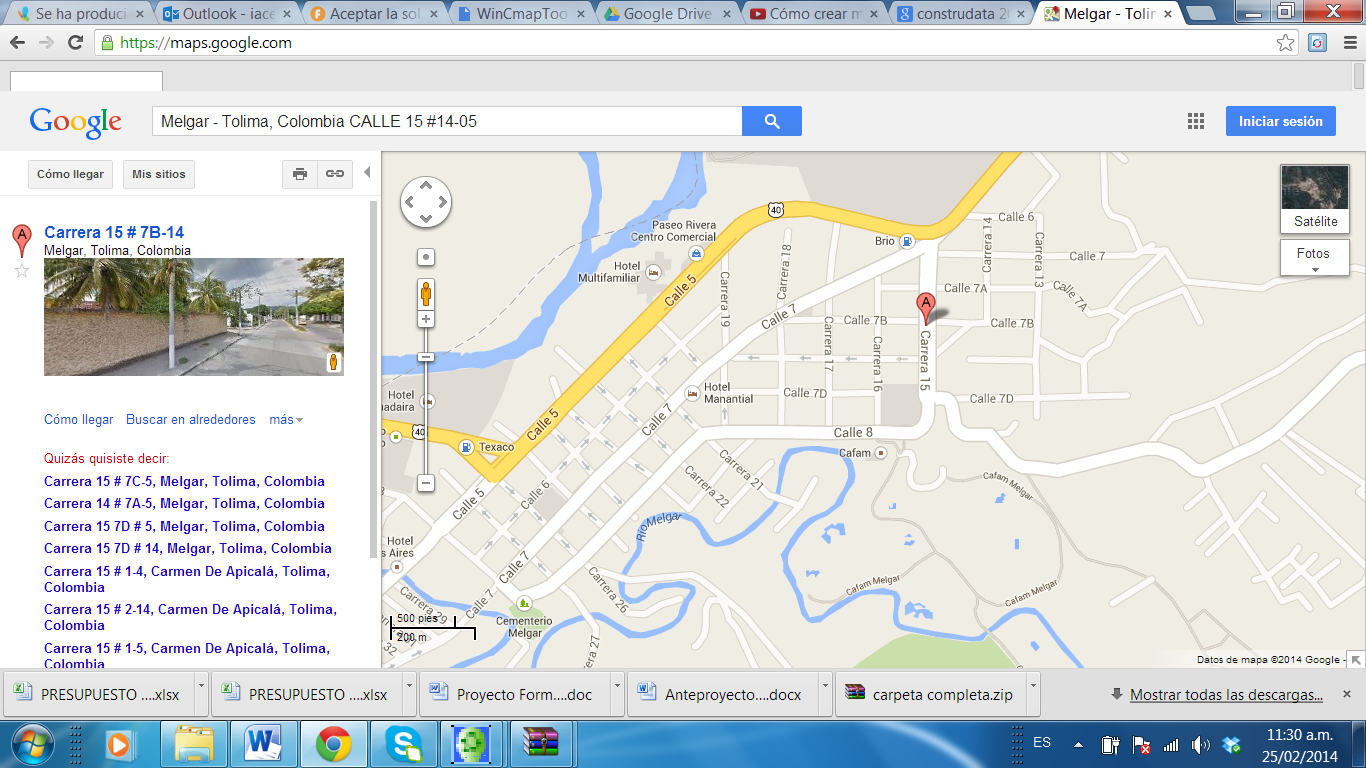 Se ha produci
Outlook - iace
Aceptar la sol
WinCmapToo
Google Drive
Cómo crear m
construdata 2
Melgar - Tolir
https://maps.google.com
Google
Melgar - Tolima, Colombia CALLE 15 #14-05
Iniciar sesión
Cómo llegar
Mis sitios
A
Carrera 15 # 7B-14
Melgar, Tolima, Colombia
Cómo llegar Buscar en alrededores más
Quizás quisiste decir:
Carrera 15 # 7C-5, Melgar, Tolima, Colombia
Carrera 14 # 7A-5, Melgar, Tolima, Colombia
Carrera 15 7D # 5, Melgar, Tolima, Colombia
Carrera 15 7D # 14, Melgar, Tolima, Colombia
Carrera 15 # 1-4, Carmen De Apicalá, Tolima,
Colombia
Carrera 15 # 2-14, Carmen De Apicalá, Tolima,
Colombia
Carrera 15 # 1-5, Carmen De Apicalá, Tolima,
Colombia
Satélite
Fotos
40
Paseo Rivera
Centro Comercial
Hotel
Multifamiliar
Calle 5
Carrera 19
Carrera 18
Calle 7
Brio
Calle 6
Carrera 14
Carrera 13
Calle 7
Calle 7A
Calle 7A
A
Calle 7B
Calle 7B
Carrera 17
Carrera 16
Carrera 15
Hotel
Manantial
Calle 7D
Calle 7D
Calle 8
Cafam
Hotel
uadaira
40
Texaco
Calle 5
Calle 7
Calle 5
Calle 6
Carrera 21
Carrera 22
Río Melgar
Cafam Melgar
Cafam Melgar
Cafam Melgar
Hotel
s Aires
Calle 7
Calle 7
Carrera 26
Carrera 27
Cementerio
Melgar
32
500 pies
200 m
Datos de mapa ©2014 Google -
PRESUPUESTO ....xlsx
PRESUPUESTO ....xlsx
Proyecto Form....doc
Anteproyecto....docx
carpeta completa.zip
Mostrar todas las descargas...
ES
11:30 a.m.
25/02/2014